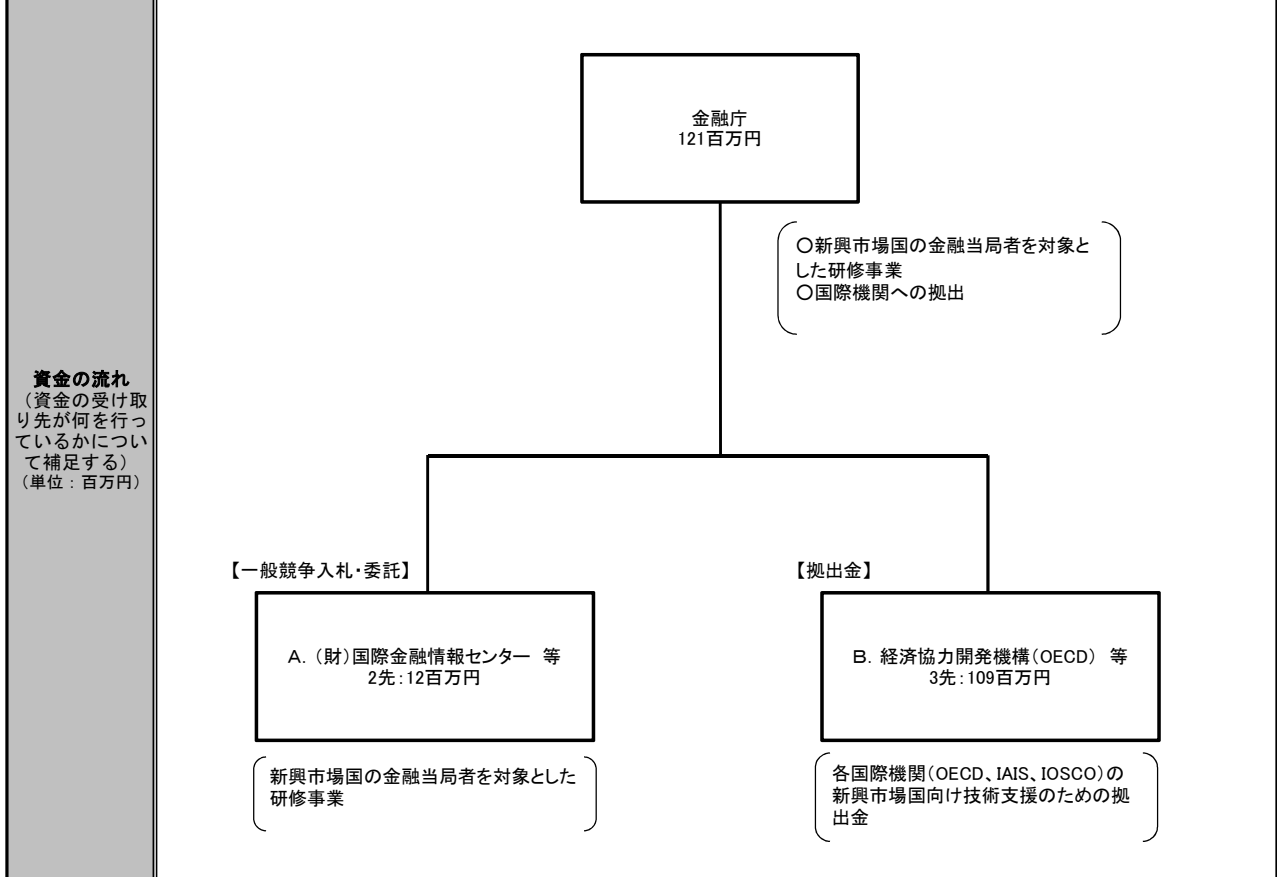 資金の流れ
（資金の受け取
り先が何を行っ
ているかについ
て補足する）
（単位：百万円）
金融庁
121百万円
○新興市場国の金融当局者を対象と
した研修事業
○国際機関への拠出
【一般競争入札・委託】
【拠出金】
A．（財）国際金融情報センター 等
2先：12百万円
B．経済協力開発機構（OECD） 等
3先：109百万円
新興市場国の金融当局者を対象とした
研修事業
各国際機関（OECD、IAIS、IOSCO）の
新興市場国向け技術支援のための拠
出金